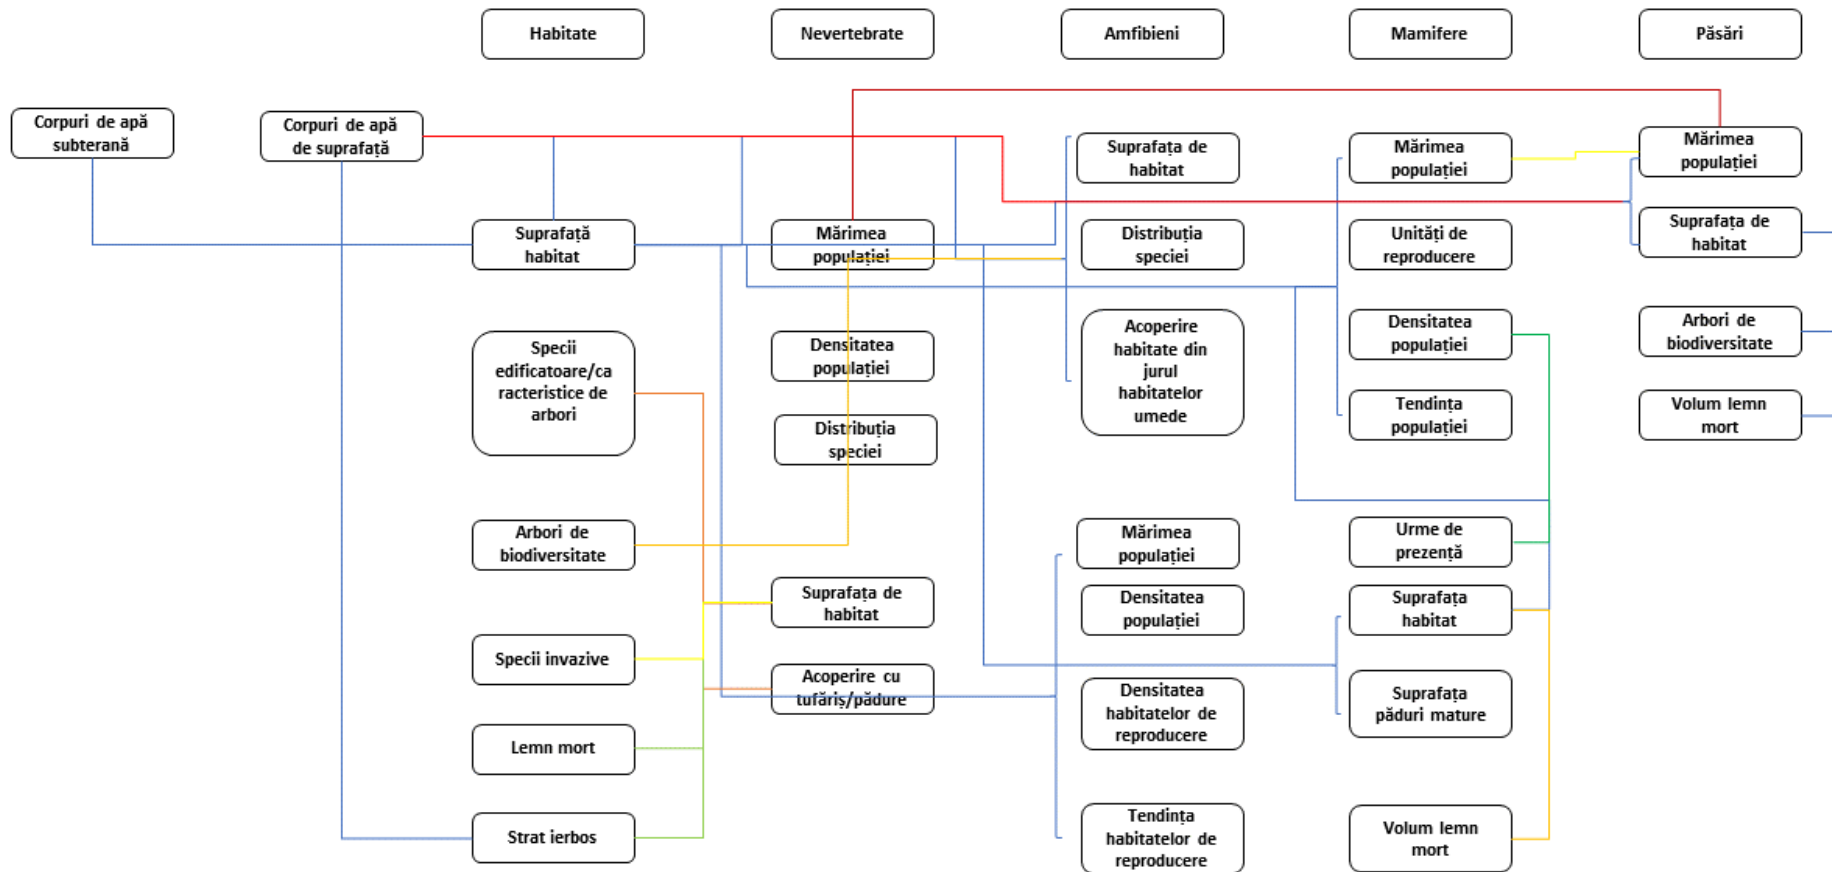 Habitate
Nevertebrate
Amfibieni
Mamifere
Păsări
Corpuri de apă
subterană
Corpuri de apă
de suprafață
Suprafață
habitat
Specii
edificatoare/ca
racteristice de
arbori
Arbori de
biodiversitate
Specii invazive
Lemn mort
Strat ierbos
Mărimea
populației
Densitatea
populației
Distribuția
speciei
Suprafața de
habitat
Acoperire cu
tufăriș/pădure
Suprafața de
habitat
Distribuția
speciei
Acoperire
habitate din
jurul
habitatelor
umede
Mărimea
populației
Densitatea
populației
Densitatea
habitatelor de
reproducere
Tendința
habitatelor de
reproducere
Mărimea
populației
Unități de
reproducere
Densitatea
populației
Tendința
populației
Urme de
prezență
Suprafața
habitat
Suprafața
păduri mature
Volum lemn
mort
Mărimea
populației
Suprafața de
habitat
Arbori de
biodiversitate
Volum lemn
mort